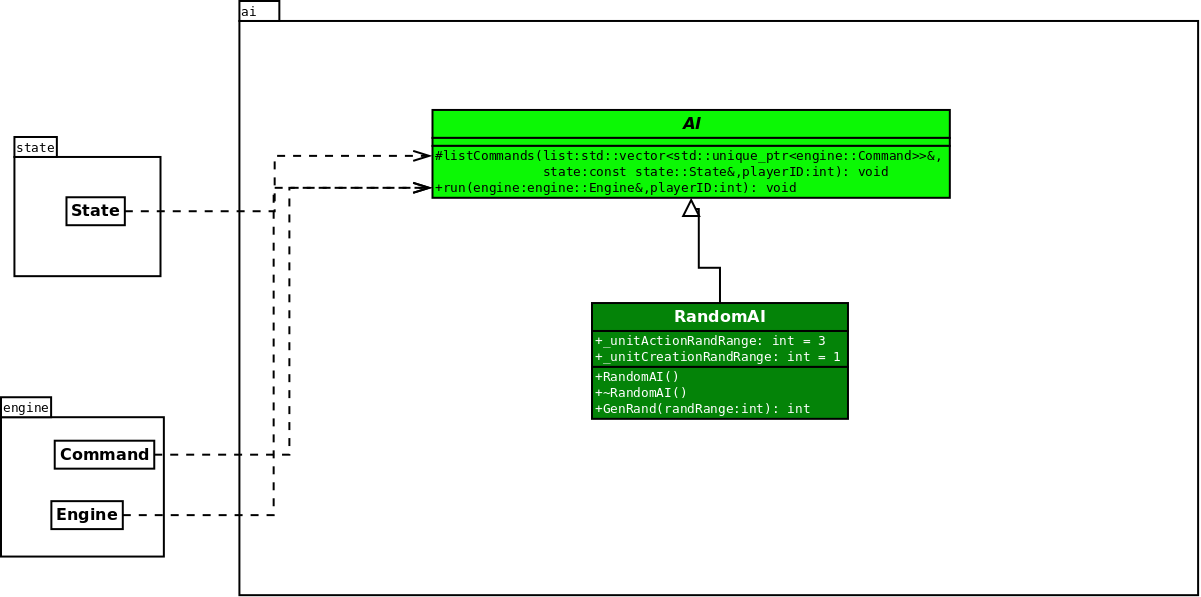 ai
AI
#listCommands(list:std::vector<std::unique_ptr<engine::Command>>&,
state:const state::State&,playerID:int): void
+run(engine:engine::Engine&,playerID:int): void
state
State
RandomAI
+_unitActionRandRange: int = 3
+_unitCreationRandRange: int = 1
+RandomAI()
+~RandomAI()
+GenRand(randRange:int): int
engine
Command
Engine